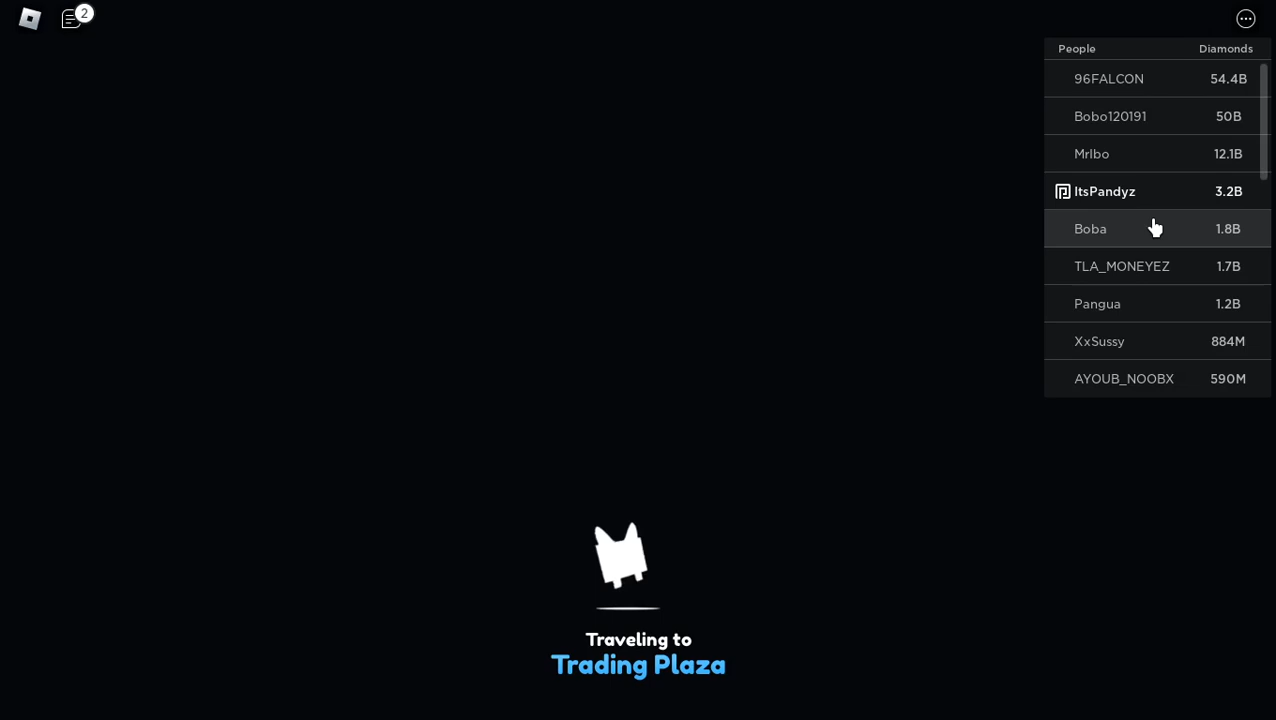 2
People Diamonds
96FALCON 54.4B
Bobo120191 50B
MrIbo 12.1B
ItsPandyz 3.2B
Boba 1.8B
TLA_MONEYEZ 1.7B
Pangua 1.2B
XxSussy 884M
AYOUB_NOOBX 590M
Traveling to
Trading Plaza